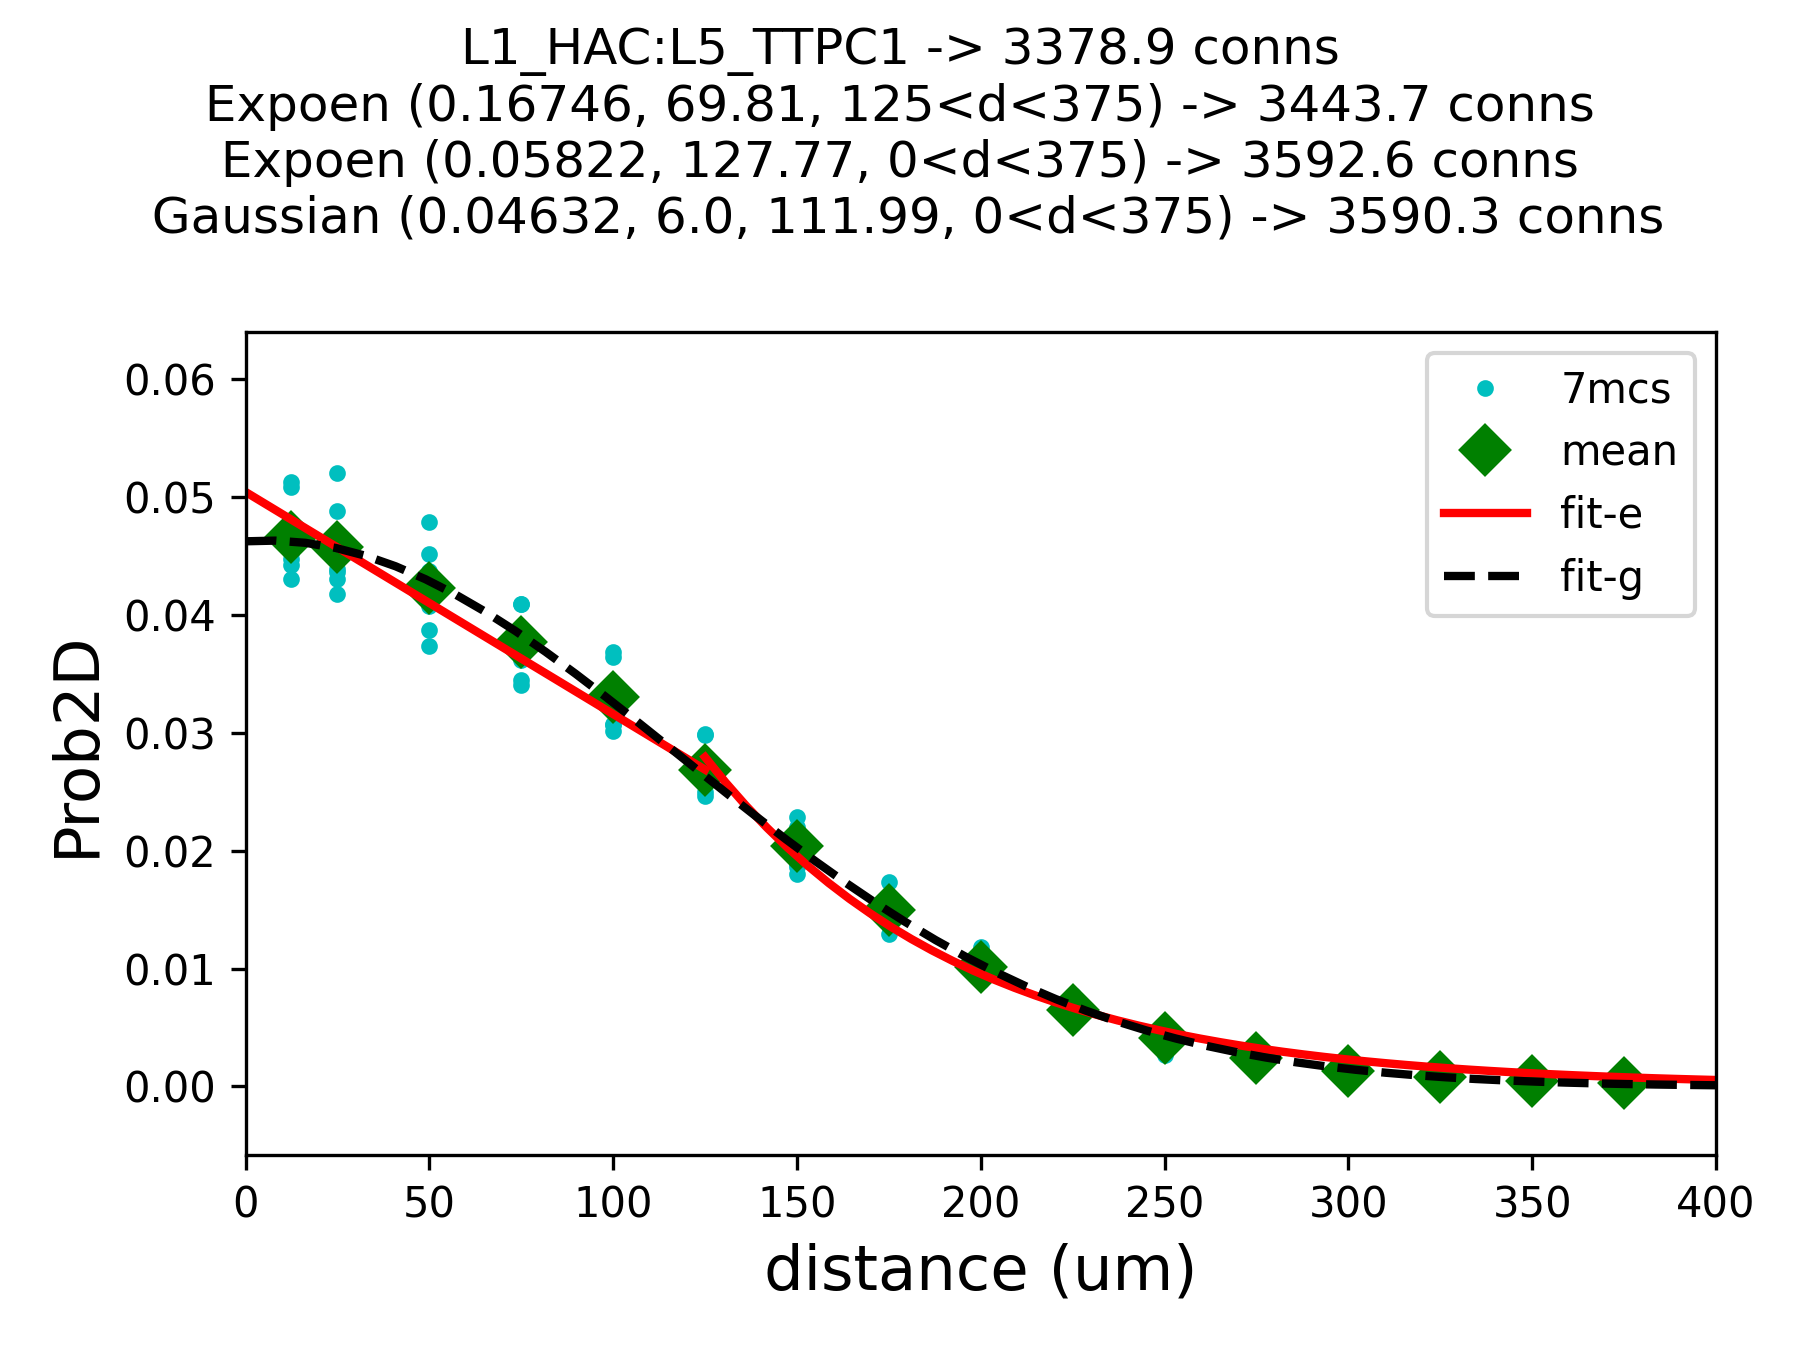 L1_HAC:L5_TTPC1 -> 3378.9 conns
Expoen (0.16746, 69.81, 125<d<375) -> 3443.7 conns
Expoen (0.05822, 127.77, 0<d<375) -> 3592.6 conns
Gaussian (0.04632, 6.0, 111.99, 0<d<375) -> 3590.3 conns
7mcs
mean
fit-e
fit-g
0.06
0.05
0.04
0.03
0.02
0.01
0.00
Prob2D
0 50 100 150 200 250 300 350 400
distance (um)